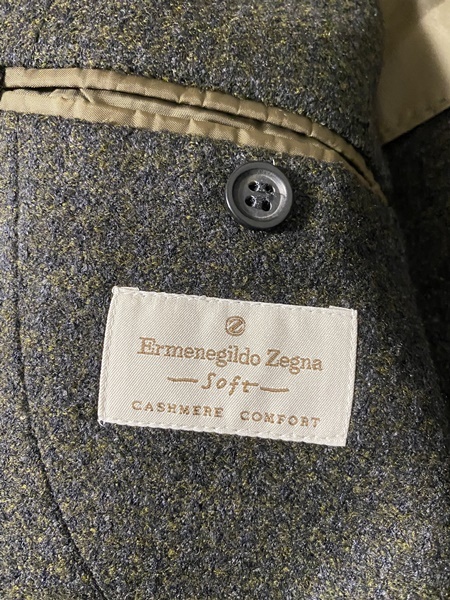 Ermenegildo Zegna
Soft
CASHMERE COMFORT